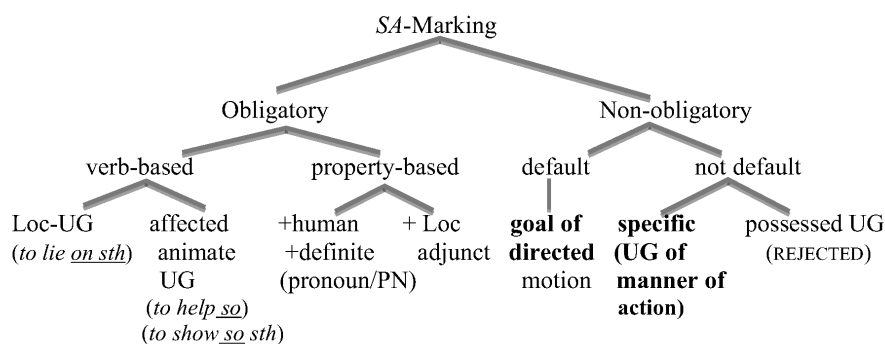 SA-Marking
Obligatory Non-obligatory
verb-based property-based default not default
Loc-UG affected +human + Loc goal of specific possessed UG
(to lie on sth) animate +definite adjunct directed (UG of (REJECTED)
UG (pronoun/PN) motion manner of
(to help so) action)
(to show so sth)